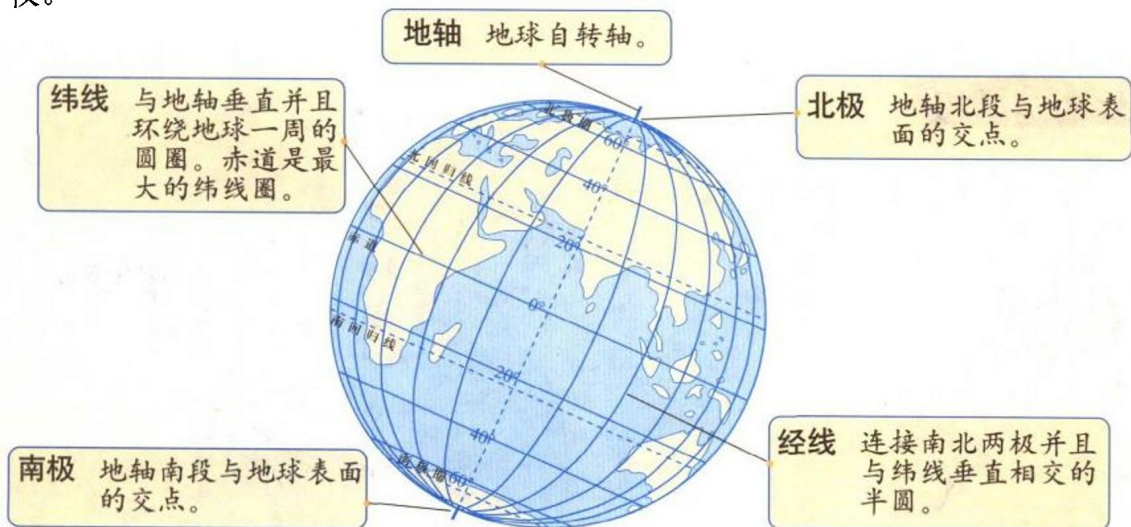 极。
地轴 地球自转轴。
纬线 与地轴垂直并且
环绕地球一周的
圆圈。赤道是最
大的纬线圈。
北极 地轴北段与地球表
面的交点。
北极圈
60°
北回归线
40°
20°
赤道
0°
南回归线
20°
40°
南极圈
60°
经线 连接南北两极并且
与纬线垂直相交的
半圆。
南极 地轴南段与地球表面
的交点。